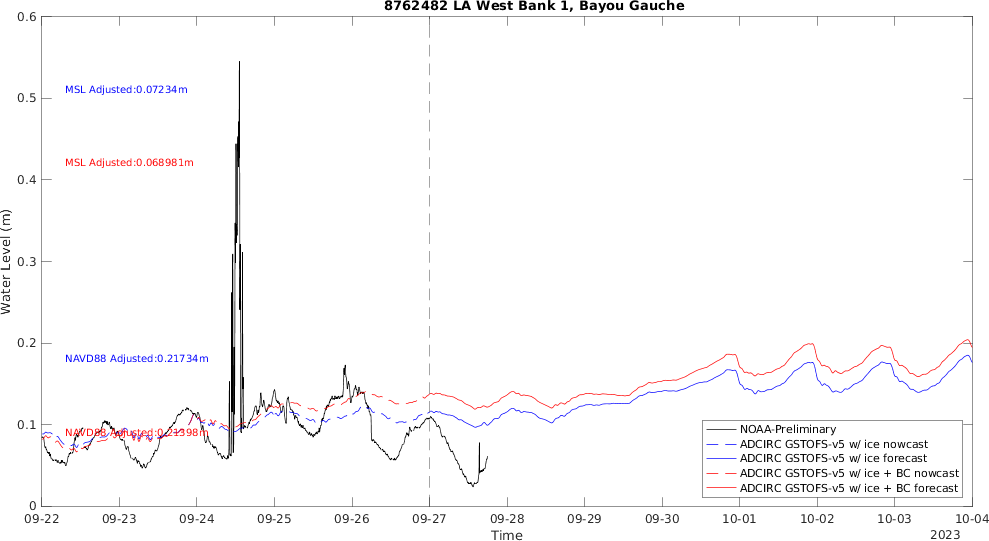 8762482 LA West Bank 1, Bayou Gauche
0.6
0.5
0.4
0.3
0.2
0.1
0
Water Level (m)
MSL Adjusted:0.07234m
MSL Adjusted:0.068981m
NAVD88 Adjusted:0.21734m
NAVD88 Adjusted:0.21398m
NOAA-Preliminary
ADCIRC GSTOFS-v5 w/ ice nowcast
ADCIRC GSTOFS-v5 w/ ice forecast
ADCIRC GSTOFS-v5 w/ ice + BC nowcast
ADCIRC GSTOFS-v5 w/ ice + BC forecast
09-22 09-23 09-24 09-25 09-26 09-27 09-28 09-29 09-30 10-01 10-02 10-03 10-04
Time
2023